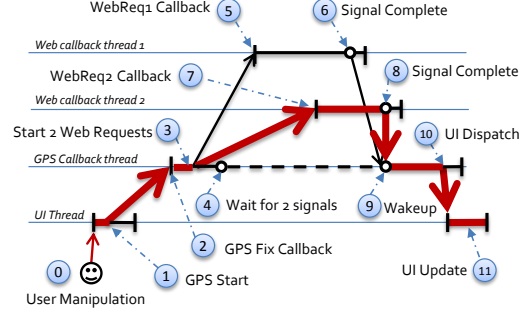 WebReq1 Callback 5 6 Signal Complete
Web callback thread 1
WebReq2 Callback 7 8 Signal Complete
Web callback thread 2
Start 2 Web Requests 3 10 UI Dispatch
GPS Callback thread
4 Wait for 2 signals 9 Wakeup
UI Thread
2 GPS Fix Callback
0 1 GPS Start UI Update 11
User Manipulation